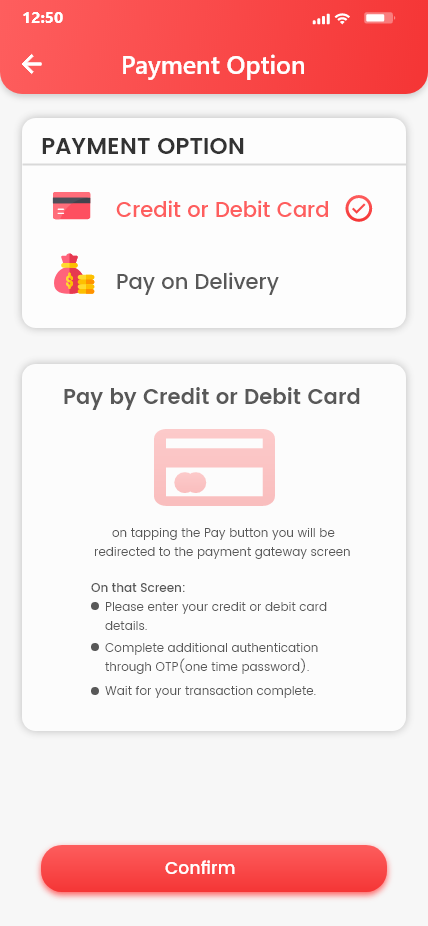 12:50
Payment Option
PAYMENT OPTION
Credit or Debit Card
$
Pay on Delivery
Pay by Credit or Debit Card
on tapping the Pay button you will be
redirected to the payment gateway screen
On that Screen:
Please enter your credit or debit card
details.
Complete additional authentication
through OTP(one time password).
Wait for your transaction complete.
Confirm